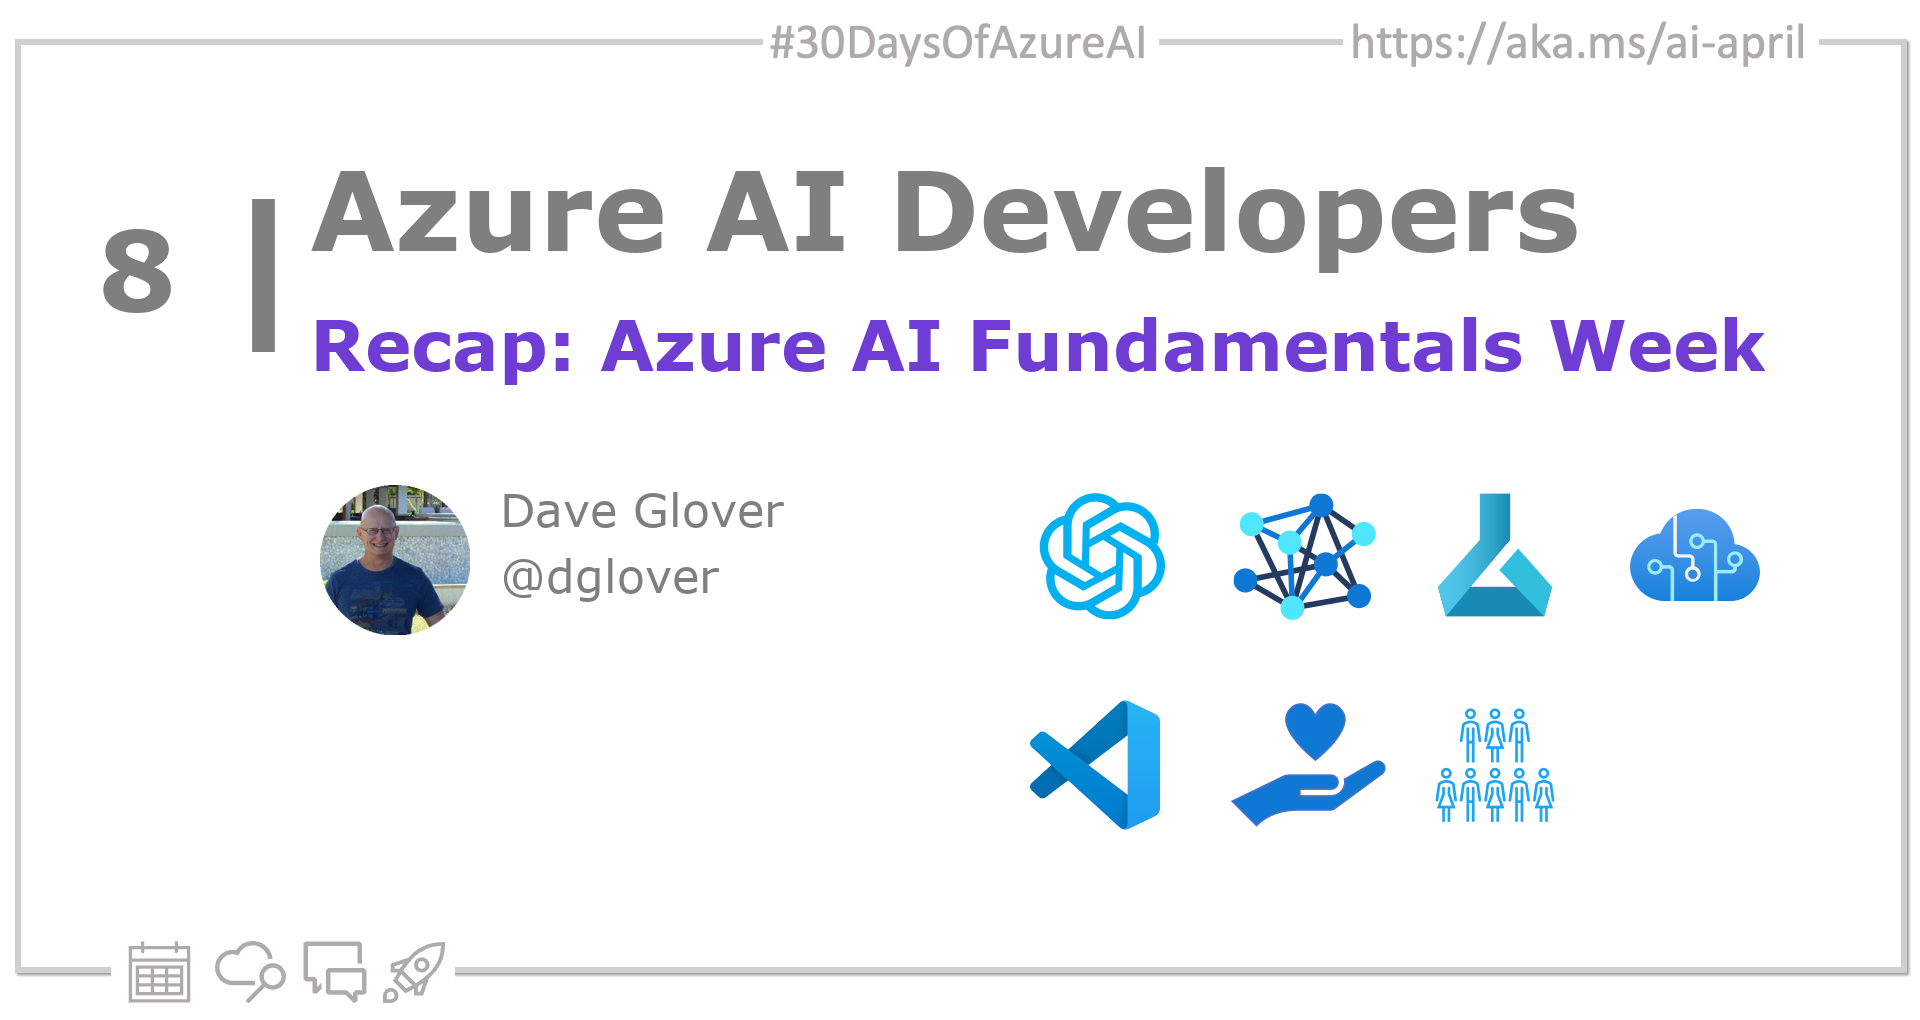 #30DaysOfAzureAI
https://aka.ms/ai-april
8
Azure AI Developers
Recap: Azure AI Fundamentals Week
Dave Glover
@dglover